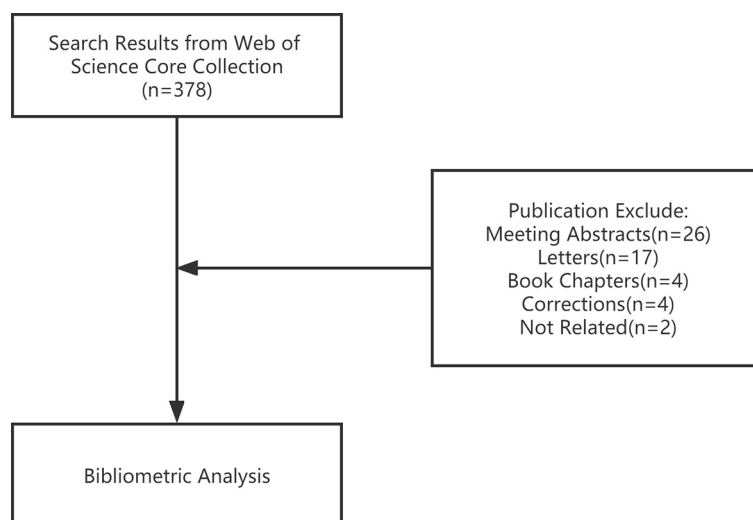 Search Results from Web of
Science Core Collection
(n=378)
Publication Exclude:
Meeting Abstracts(n=26)
Letters(n=17)
Book Chapters(n=4)
Corrections(n=4)
Not Related(n=2)
Bibliometric Analysis